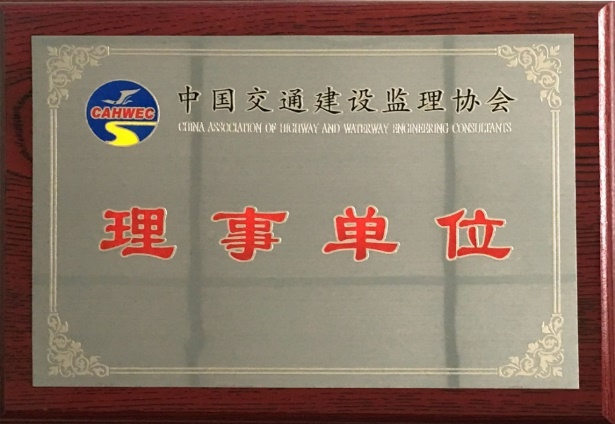 CAHWEC
中国交通建设监理协会
CHINA ASSOCIATION OF HIGHWAY AND WATERWAY ENGINEERING CONSULTANTS
理事单位